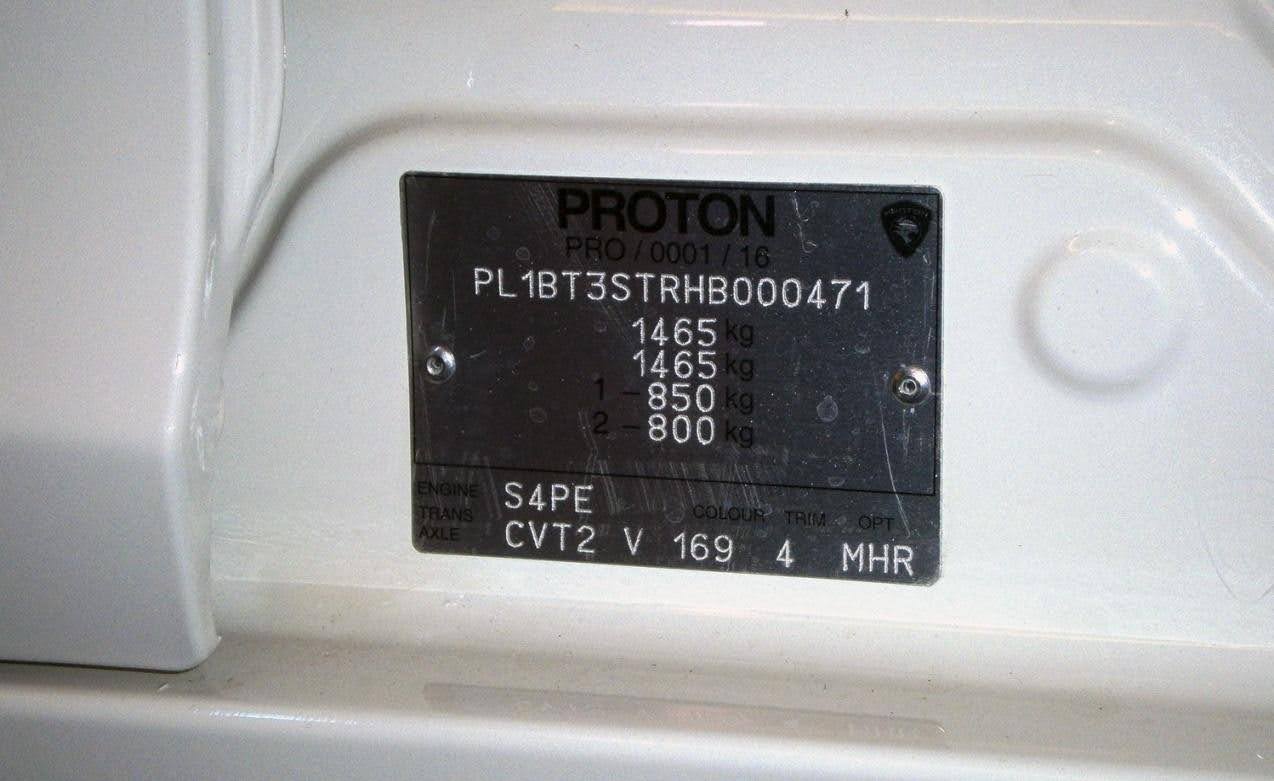 PROTON
PROTON
PRO / 0001 / 16
PL1BT3STRHB000471
1465 kg
1465 kg
1 - 850 kg
2 - 800 kg
ENGINE S4PE
TRANS AXLE CVT2 V COLOUR 169 TRIM 4 OPT MHR